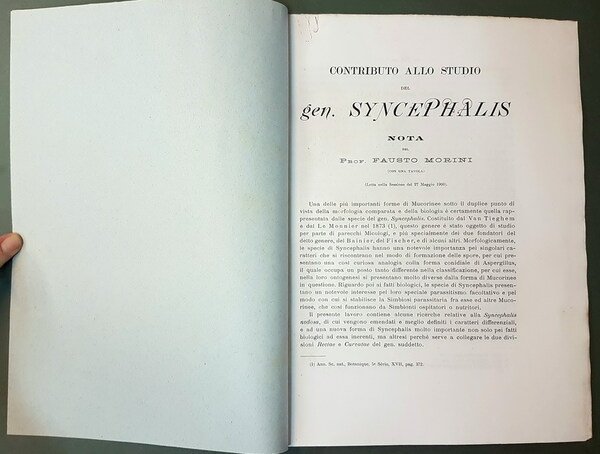 CONTRIBUTO ALLO STUDIO
DEL
gen. SYNCEPHALIS
NOTA
DEL
Prof. FAUSTO MORINI
(CON UNA TAVOLA)
(Letta nella Sessione del 27 Maggio 1900).
Una delle più importanti forme di Mucorinee sotto il duplice punto di
vista della morfologia comparata e della biologia è certamente quella rap-
presentata dalle specie del gen. Syncephalis. Costituito dal Van Tieghem
e dal Le Monnier nel 1873 (1), questo genere è stato oggetto di studio
per parte di parecchi Micologi, e più specialmente dei due fondatori del
detto genere, del Bainier, del Fischer, e di alcuni altri. Morfologicamente,
le specie di Syncephalis hanno una notevole importanza pei singolari ca-
ratteri che si riscontrano nel modo di formazione delle spore, per cui pre-
sentano una così curiosa analogia colla forma conidiale di Aspergillus,
il quale occupa un posto tanto differente nella classificazione, per cui esse,
nella loro ontogenesi si presentano molto diverse dalla forma di Mucorinee
in questione. Riguardo poi ai fatti biologici, le specie di Syncephalis presen-
tano un notevole interesse pel loro speciale parassitismo facoltativo e pel
modo con cui si stabilisce la Simbiosi parassitaria fra esse ed altre Muco-
rinee, che così funzionano da Simbionti ospitatori o nutritori.
Il presente lavoro contiene alcune ricerche relative alla Syncephalis
nodosa, di cui vengono emendati e meglio definiti i caratteri differenziali,
e ad una nuova forma di Syncephalis molto importante non solo pei fatti
biologici ad essa inerenti, ma altresì perchè serve a collegare le due divi-
sioni Rectae e Curvatae del gen. suddetto.
(1) Ann. Sc. nat., Botanique, 5e Série, XVII, pag. 372.